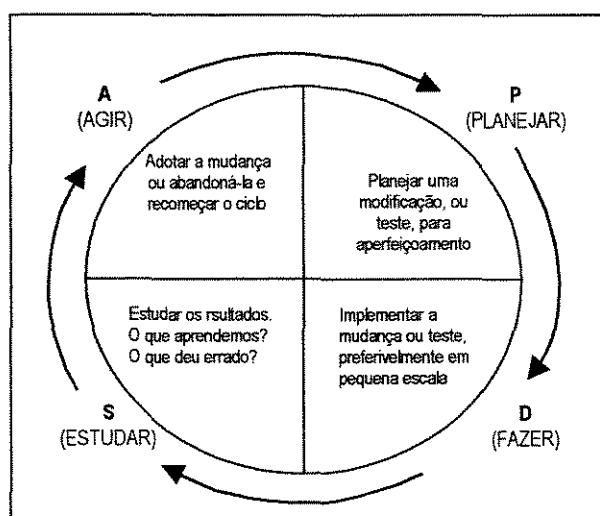 A
(AGIR)
P
(PLANEJAR)
Adotar a mudança
ou abandoná-la e
recomeçar o ciclo
Planejar uma
modificação, ou
teste, para
aperfeiçoamento
Estudar os rsultados.
O que aprendemos?
O que deu errado?
Implementar a
mudança ou teste,
preferivelmente em
pequena escala
S
(ESTUDAR)
D
(FAZER)